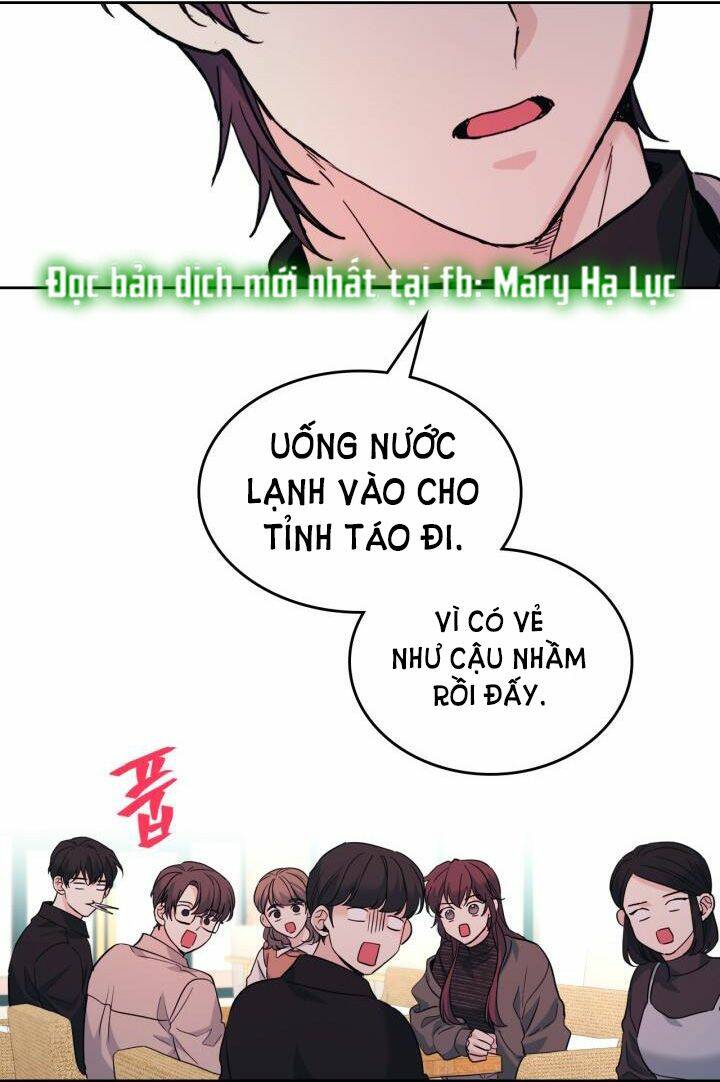 Đọc bản dịch mới nhất tại fb: Mary Hạ Lục
UỐNG NƯỚC
LẠNH VÀO CHO
TỈNH TÁO ĐI.
VÌ CÓ VẺ
NHƯ CẬU NHẦM
RỒI ĐẤY.
풉